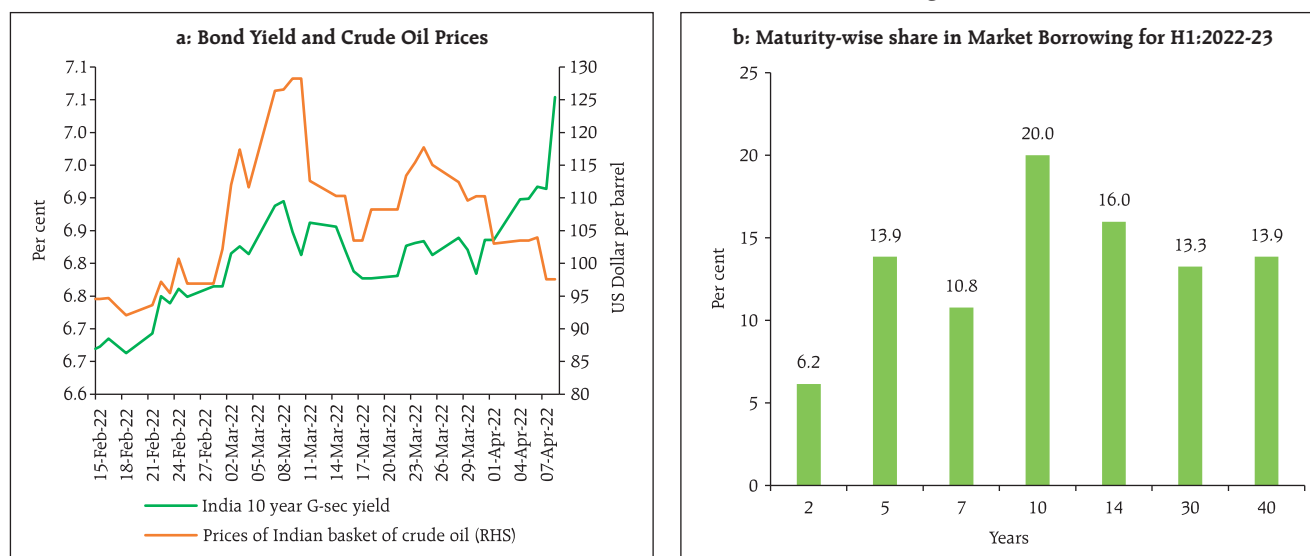 a: Bond Yield and Crude Oil Prices
7.1
7.1
7.0
7.0
6.9
6.9
6.8
6.8
6.7
6.7
6.6
Per cent
130
125
120
115
110
105
100
95
90
85
80
US Dollar per barrel
15-Feb-22
18-Feb-22
21-Feb-22
24-Feb-22
27-Feb-22
02-Mar-22
05-Mar-22
08-Mar-22
11-Mar-22
14-Mar-22
17-Mar-22
20-Mar-22
23-Mar-22
26-Mar-22
29-Mar-22
01-Apr-22
04-Apr-22
07-Apr-22
India 10 year G-sec yield
Prices of Indian basket of crude oil (RHS)
b: Maturity-wise share in Market Borrowing for H1:2022-23
25
20
15
10
5
0
Per cent
6.2
13.9
10.8
20.0
16.0
13.3
13.9
2
5
7
10
14
30
40
Years